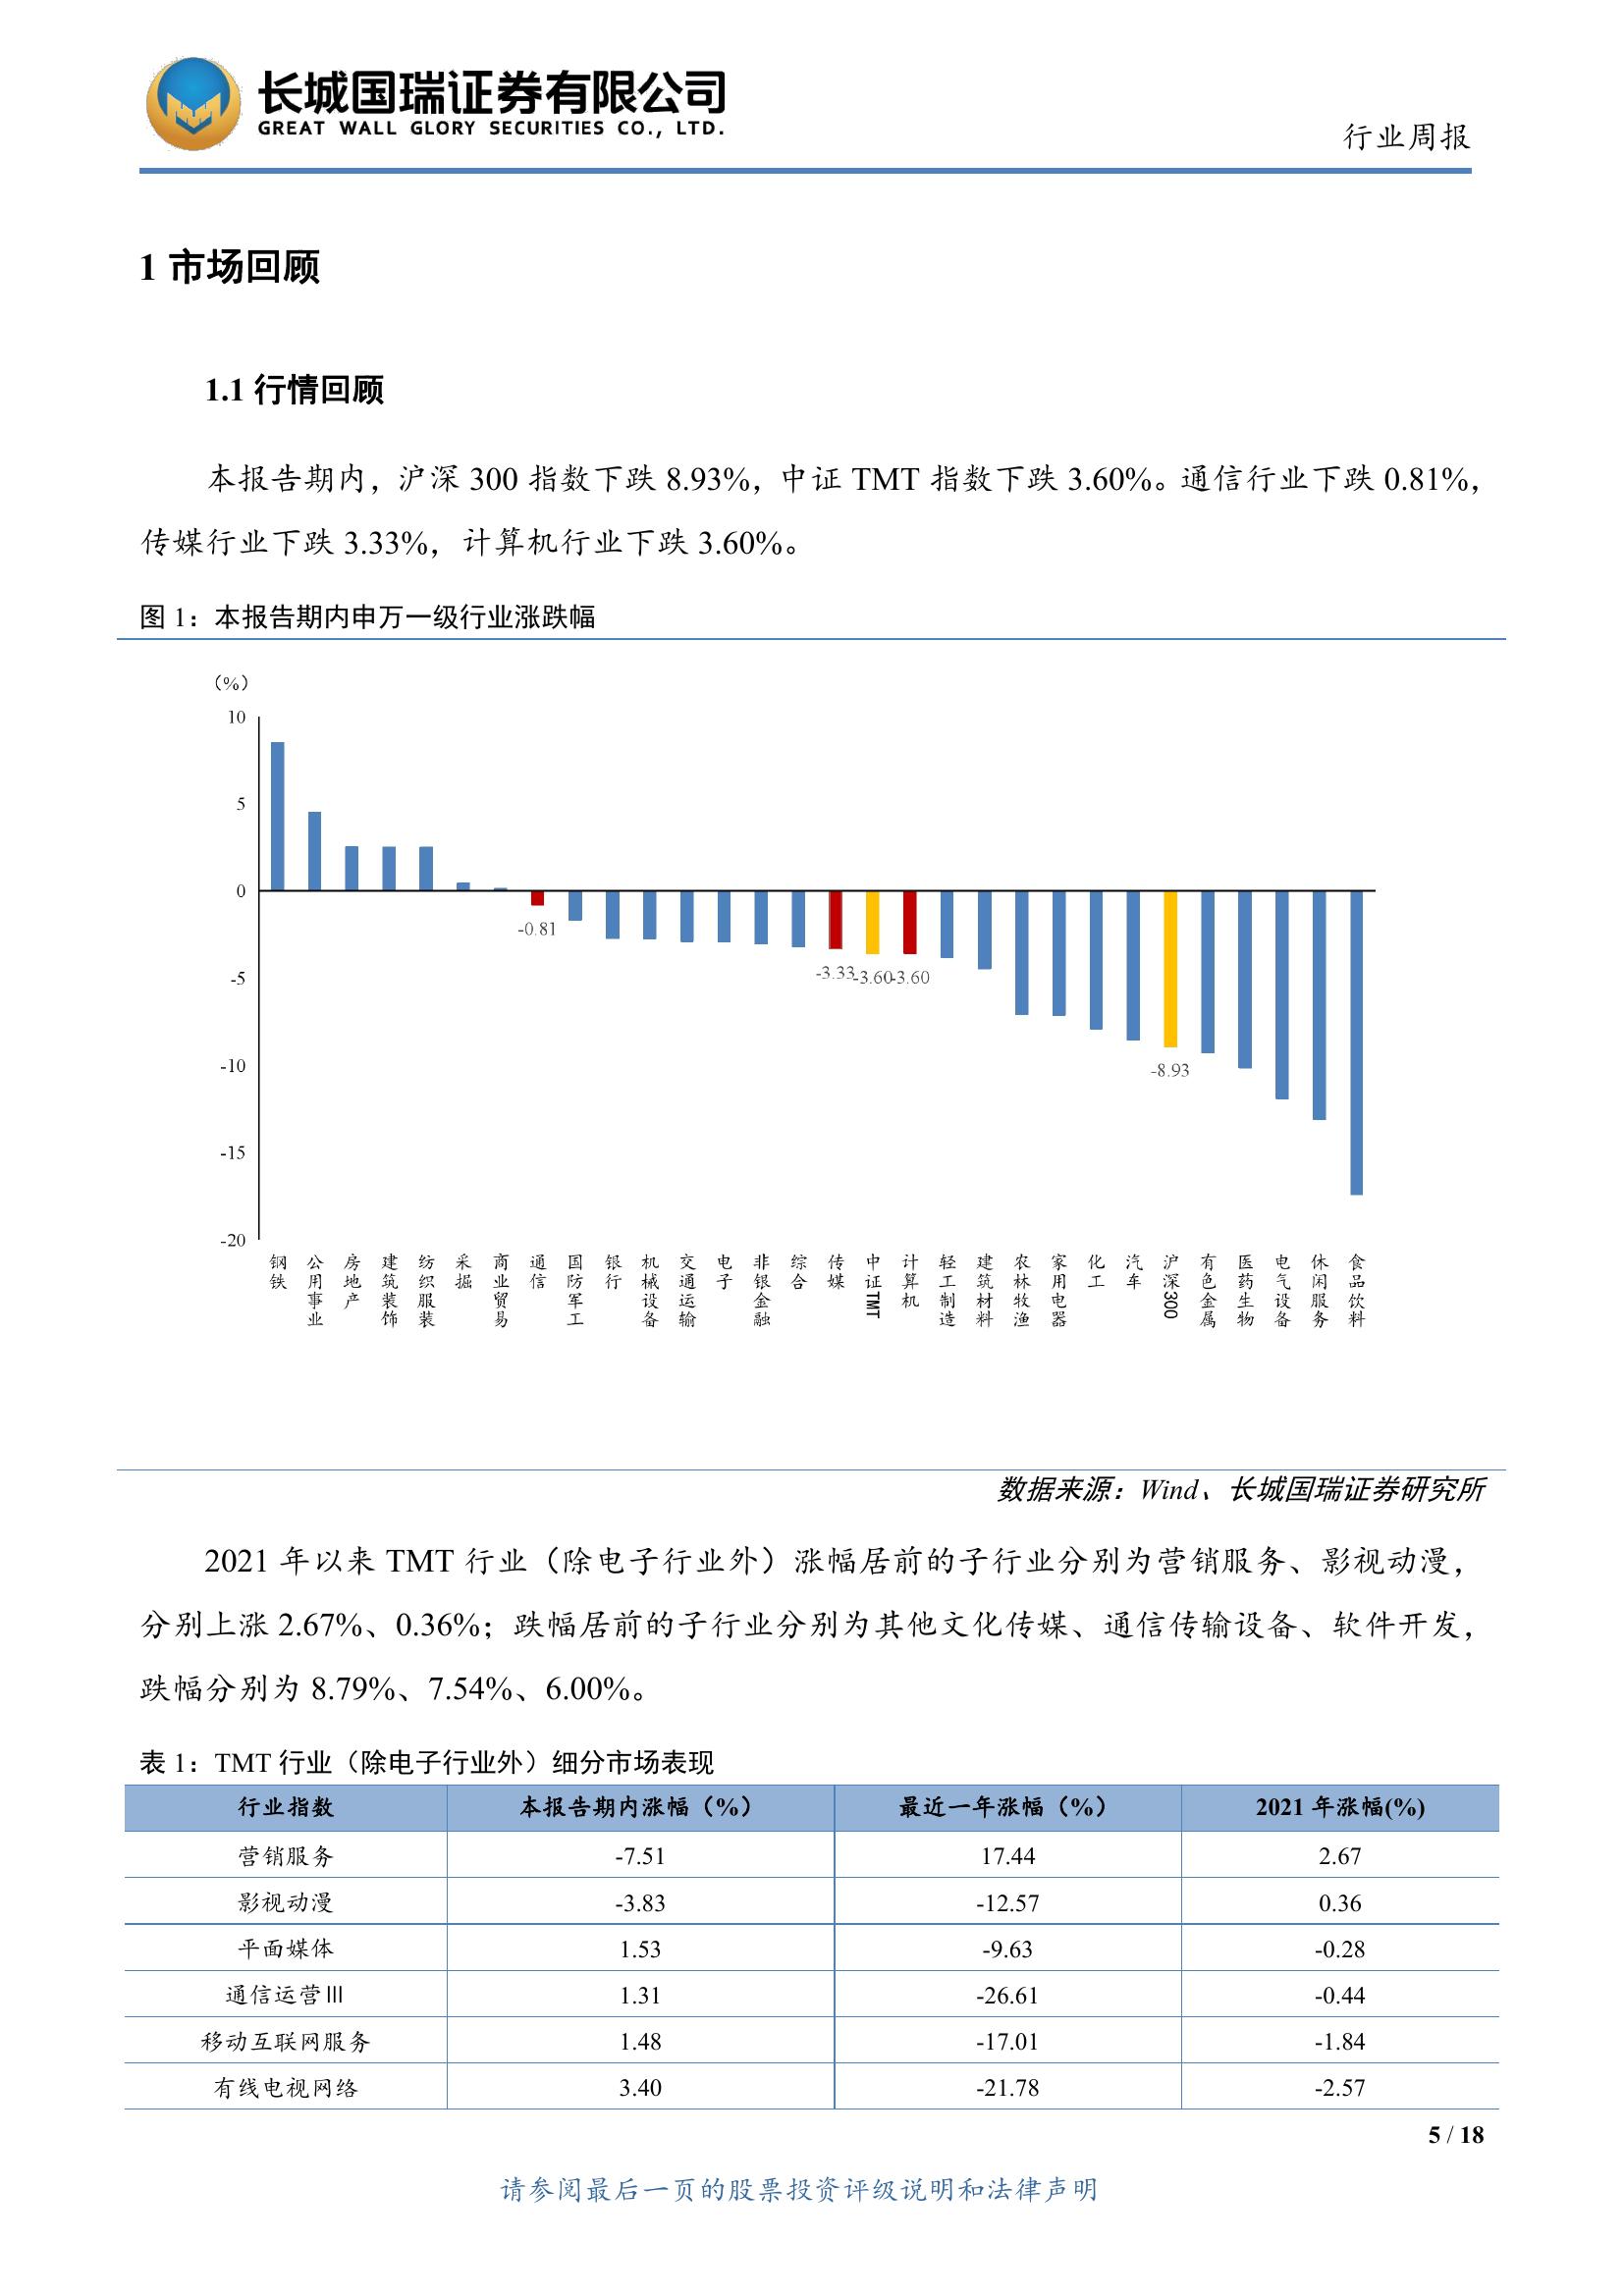 长城国瑞证券有限公司
GREAT WALL GLORY SECURITIES CO., LTD.
行业周报
1 市场回顾
1.1 行情回顾
本报告期内，沪深 300 指数下跌 8.93%，中证 TMT 指数下跌 3.60%。通信行业下跌 0.81%，
传媒行业下跌 3.33%，计算机行业下跌 3.60%。
图 1：本报告期内申万一级行业涨跌幅
（%）
10
5
0
-5
-10
-15
-20
-0.81
-3.33
-3.60
-3.60
-8.93
钢铁
公用事业
房地产
建筑装饰
纺织服装
采掘
商业贸易
通信
国防军工
银行
机械设备
交通运输
电子
非银金融
综合
传媒
中证TMT
计算机
轻工制造
建筑材料
农林牧渔
家用电器
化工
汽车
沪深300
有色金属
医药生物
电气设备
休闲服务
食品饮料
数据来源：Wind、长城国瑞证券研究所
2021 年以来 TMT 行业（除电子行业外）涨幅居前的子行业分别为营销服务、影视动漫，
分别上涨 2.67%、0.36%；跌幅居前的子行业分别为其他文化传媒、通信传输设备、软件开发，
跌幅分别为 8.79%、7.54%、6.00%。
表 1：TMT 行业（除电子行业外）细分市场表现
行业指数 本报告期内涨幅（%） 最近一年涨幅（%） 2021 年涨幅(%)
营销服务 -7.51 17.44 2.67
影视动漫 -3.83 -12.57 0.36
平面媒体 1.53 -9.63 -0.28
通信运营Ⅲ 1.31 -26.61 -0.44
移动互联网服务 1.48 -17.01 -1.84
有线电视网络 3.40 -21.78 -2.57
5 / 18
请参阅最后一页的股票投资评级说明和法律声明